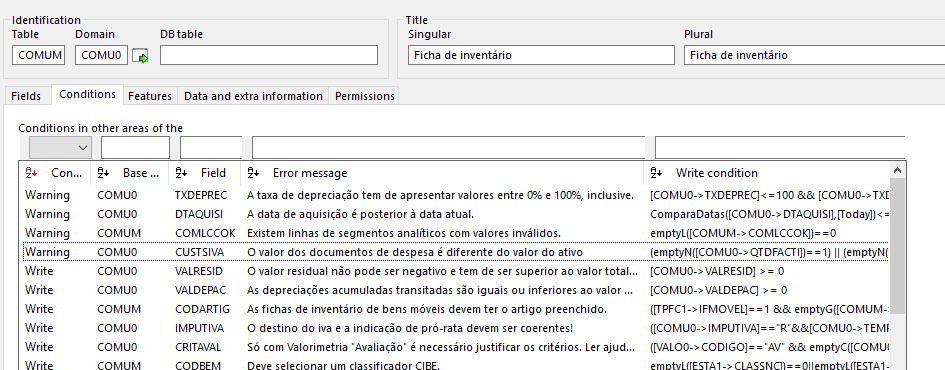 Identification
Title
Table Domain DB table
Singular Plural
COMUM COMU0
Ficha de inventário Ficha de inventário
Fields Conditions Features Data and extra information Permissions
Conditions in other areas of the
Con... Base ... Field Error message Write condition
Warning COMU0 TXDEPREC A taxa de depreciação tem de apresentar valores entre 0% e 100%, inclusive. [COMU0->TXDEPREC]<=100 && [COMU0->TXD
Warning COMU0 DTAQUISI A data de aquisição é posterior à data atual. ComparaDatas([COMU0->DTAQUISI],[Today])<=
Warning COMUM COMLCCOK Existem linhas de segmentos analíticos com valores inválidos. emptyL([COMUM->COMLCCOK])==0
Warning COMU0 CUSTSIVA O valor dos documentos de despesa é diferente do valor do ativo (emptyN([COMU0->QTDFACTI])==1) || (emptyN(
Write COMU0 VALRESID O valor residual não pode ser negativo e tem de ser superior ao valor total... [COMU0->VALRESID] >= 0
Write COMU0 VALDEPAC As depreciações acumuladas transitadas são iguais ou inferiores ao valor ... [COMU0->VALDEPAC] >= 0
Write COMUM CODARTIG As fichas de inventário de bens móveis devem ter o artigo preenchido. ([TPFC1->IFMOVEL]==1 && emptyG([COMUM-
Write COMU0 IMPUTIVA O destino do iva e a indicação de pró-rata devem ser coerentes! ([COMU0->IMPUTIVA]=="R"&&[COMU0->TEMP
Write COMU0 CRITAVAL Só com Valorimetria "Avaliação" é necessário justificar os critérios. Ler ajud... ([VALO0->CODIGO]=="AV" && emptyC([COMU0
Write COMUM CODBEM Deve selecionar um classificador CIBE. (emptyL([ESTA1->CLASSNC])==0||emptyL([ESTA1-